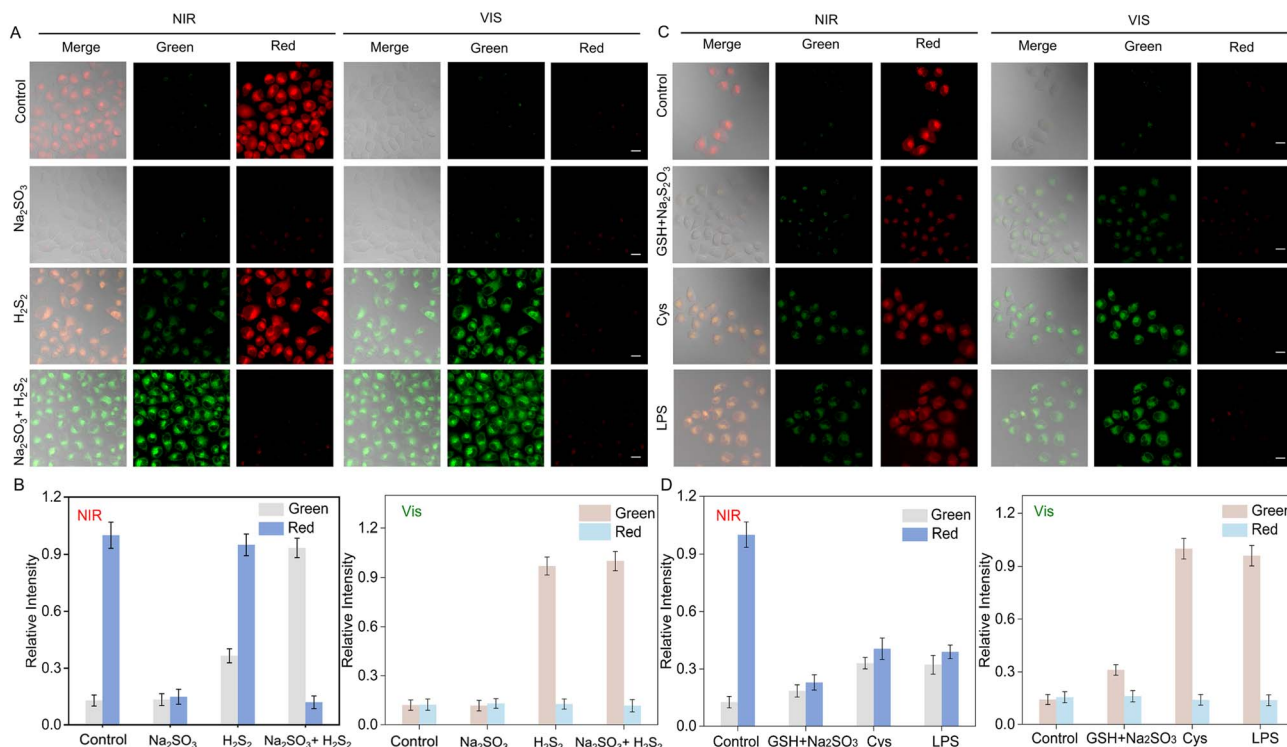 A
NIR
VIS
Merge
Green
Red
Merge
Green
Red
Control
Na₂SO₃
H₂S₂
Na₂SO₃+ H₂S₂
C
NIR
VIS
Merge
Green
Red
Merge
Green
Red
Control
GSH+Na₂S₂O₃
Cys
LPS
B
Relative Intensity
1.2
0.9
0.6
0.3
0.0
NIR
Green
Red
Control
Na₂SO₃
H₂S₂
Na₂SO₃+ H₂S₂
Relative Intensity
1.2
0.9
0.6
0.3
0.0
Vis
Green
Red
Control
Na₂SO₃
H₂S₂
Na₂SO₃+ H₂S₂
D
Relative Intensity
1.2
0.9
0.6
0.3
0.0
NIR
Green
Red
Control
GSH+Na₂SO₃
Cys
LPS
Relative Intensity
1.2
0.9
0.6
0.3
0.0
Vis
Green
Red
Control
GSH+Na₂SO₃
Cys
LPS